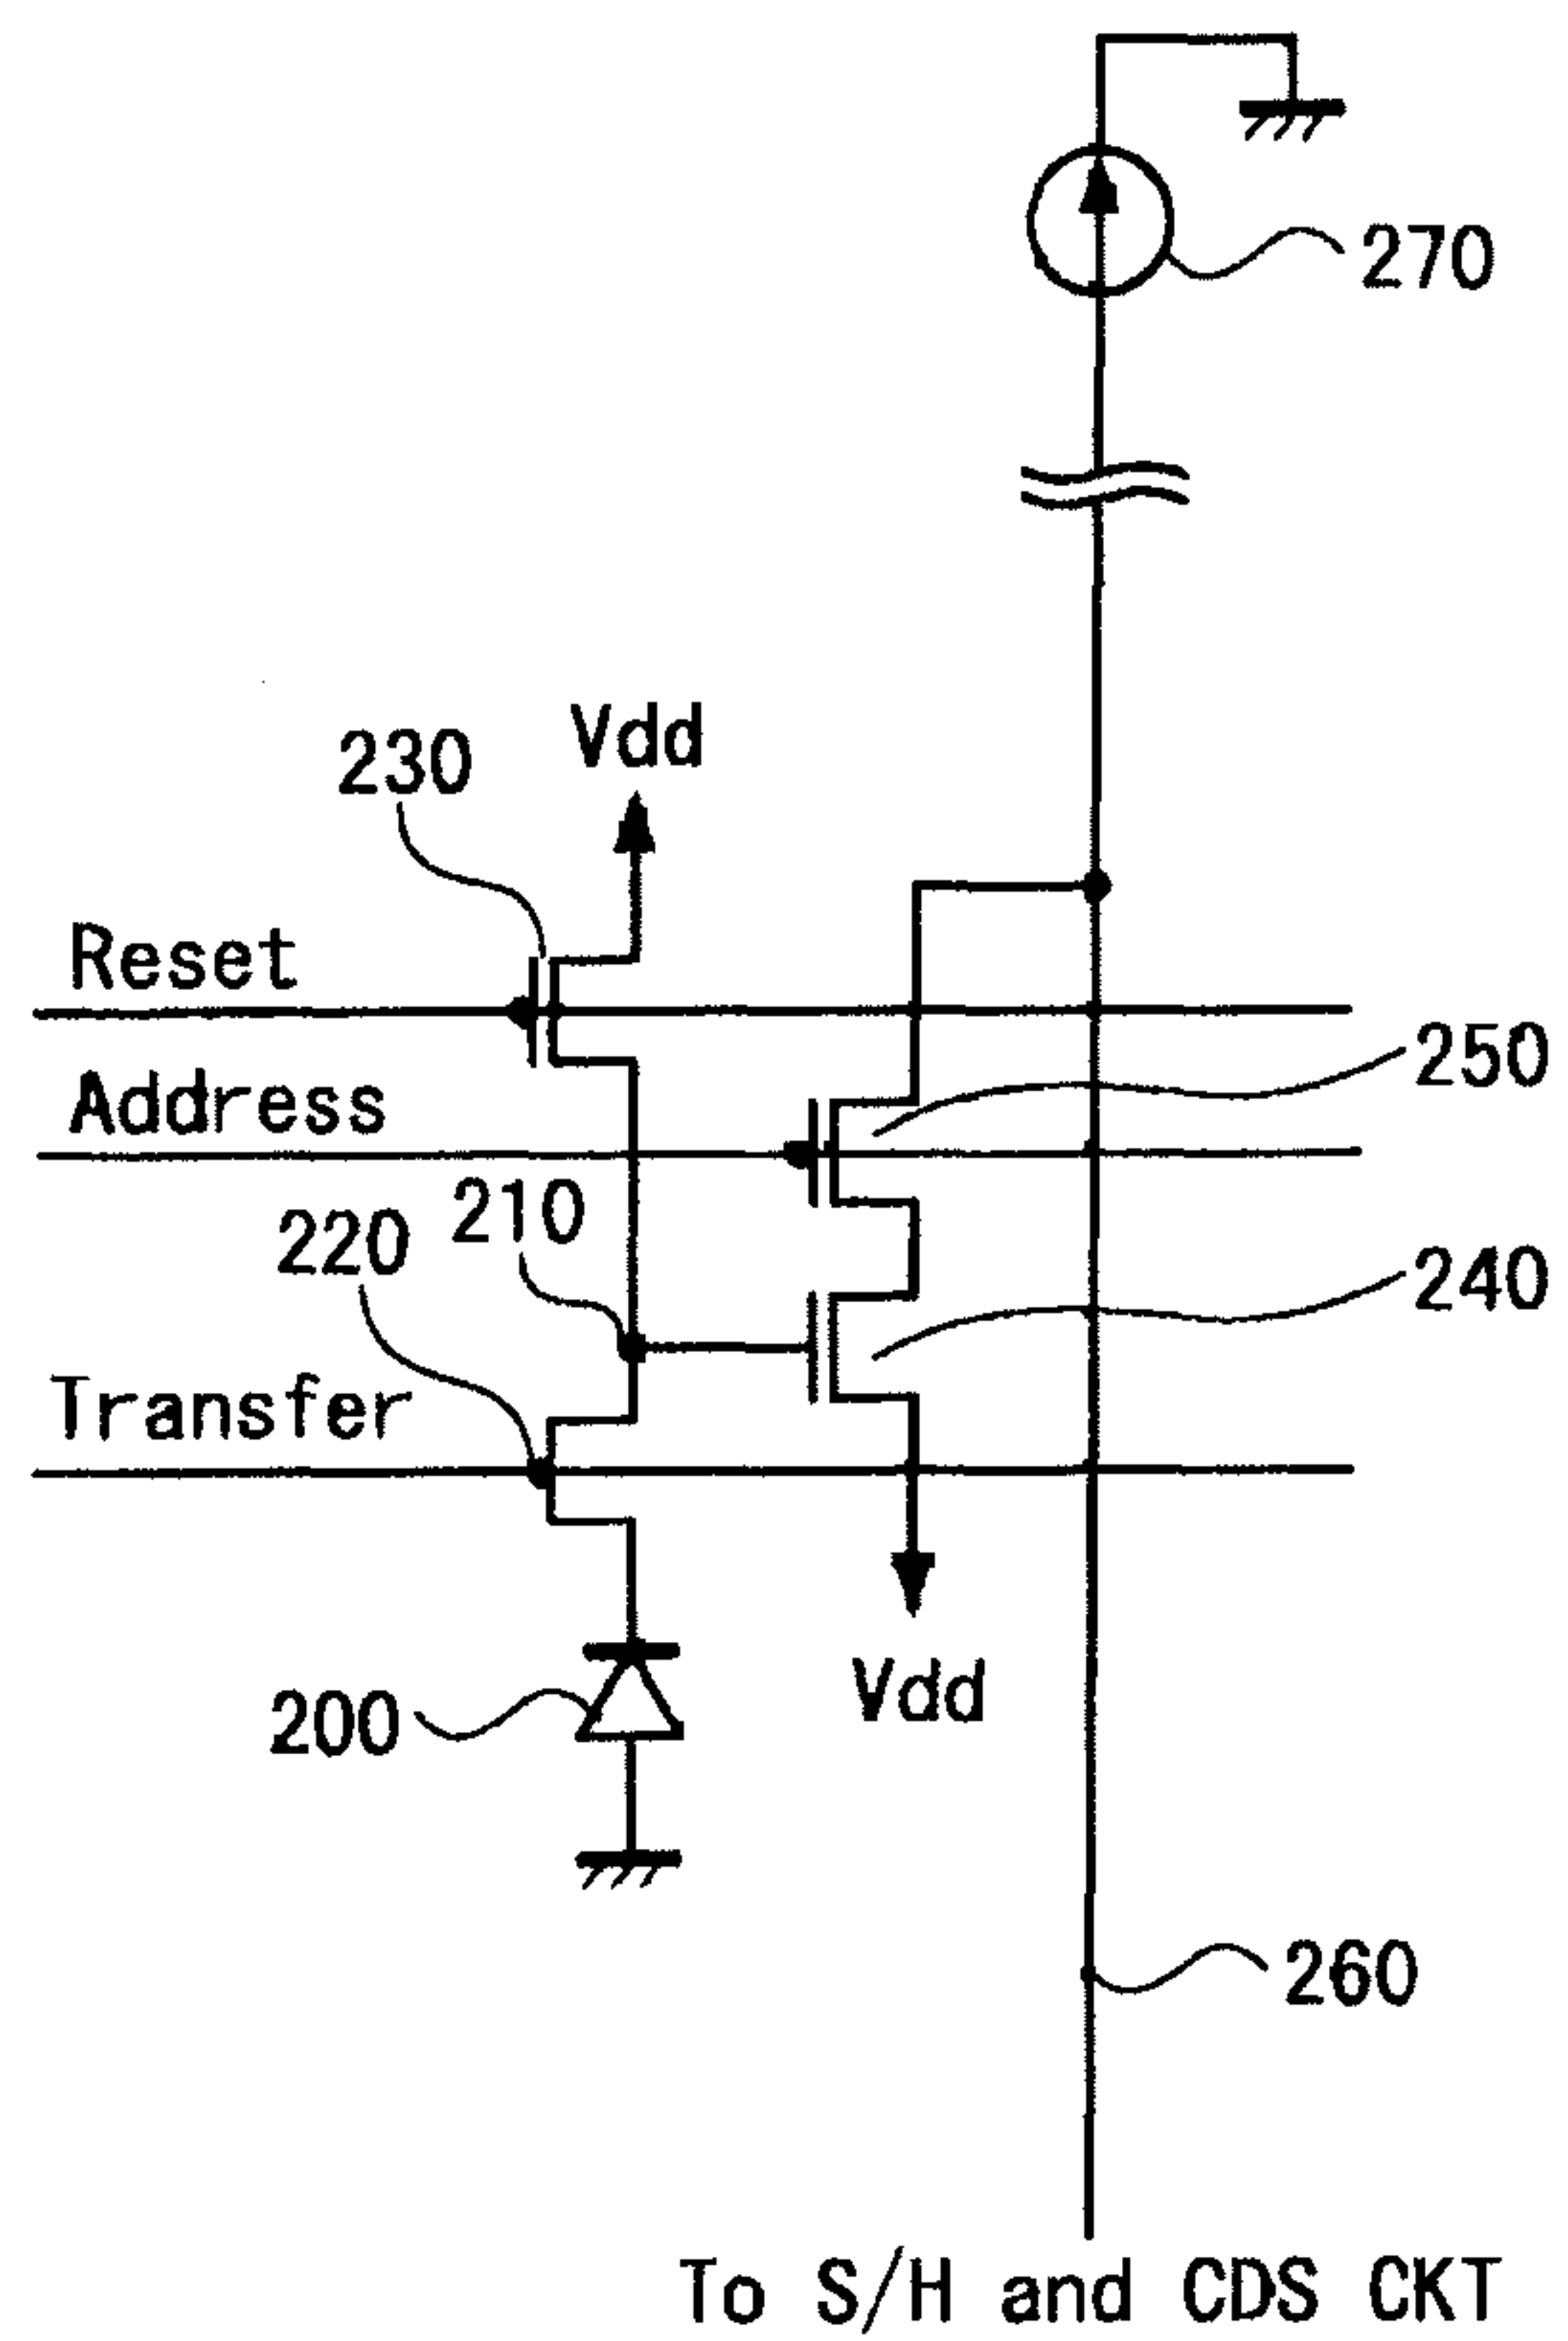 270
Vdd
230
Reset
250
Address
210
220
240
Transfer
Vdd
200
260
To S/H and CDS CKT